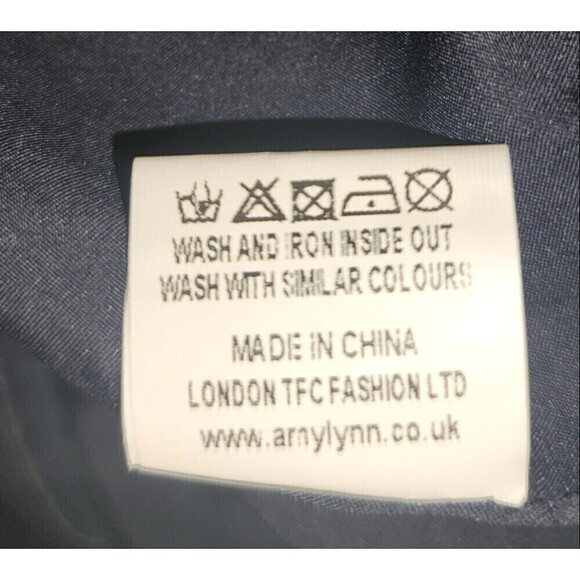 WASH AND IRON INSIDE OUT
WASH WITH SIMILAR COLOURS
MADE IN CHINA
LONDON TFC FASHION LTD
www.amylynn.co.uk